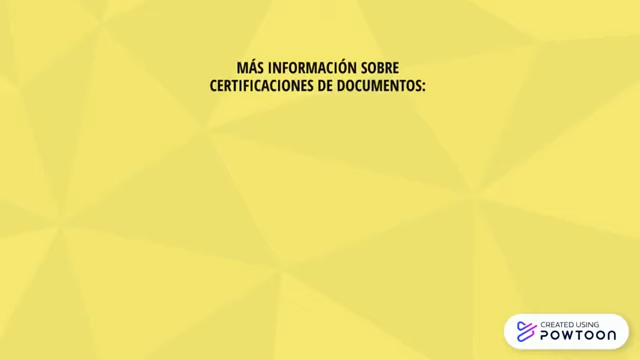 MÁS INFORMACIÓN SOBRE
CERTIFICACIONES DE DOCUMENTOS:
CREATED USING
POWTOON